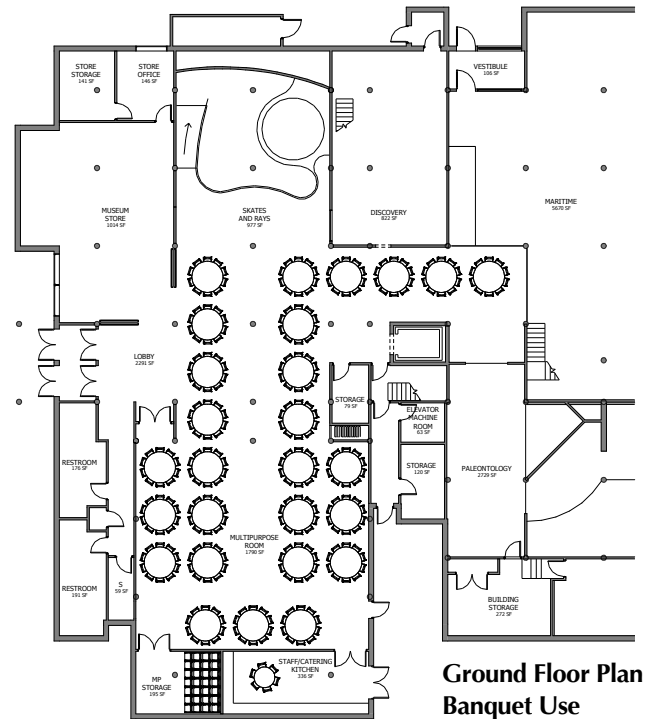 STORE
STORAGE
141 SF
STORE
OFFICE
146 SF
VESTIBULE
106 SF
MUSEUM
STORE
1014 SF
SKATES
AND RAYS
977 SF
DISCOVERY
822 SF
MARITIME
5670 SF
LOBBY
2291 SF
STORAGE
79 SF
ELEVATOR
MACHINE
ROOM
63 SF
RESTROOM
176 SF
STORAGE
120 SF
PALEONTOLOGY
2729 SF
MULTIPURPOSE
ROOM
1790 SF
S
59 SF
RESTROOM
191 SF
BUILDING
STORAGE
272 SF
MP
STORAGE
195 SF
STAFF/CATERING
KITCHEN
336 SF
Ground Floor Plan
Banquet Use